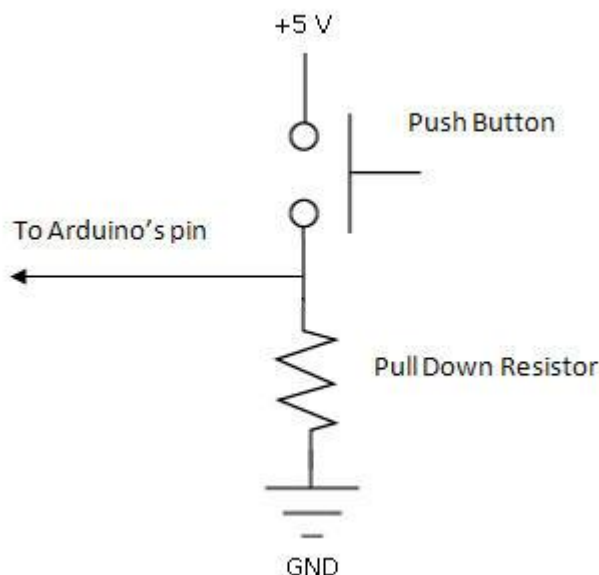 +5 V
Push Button
To Arduino's pin
Pull Down Resistor
GND